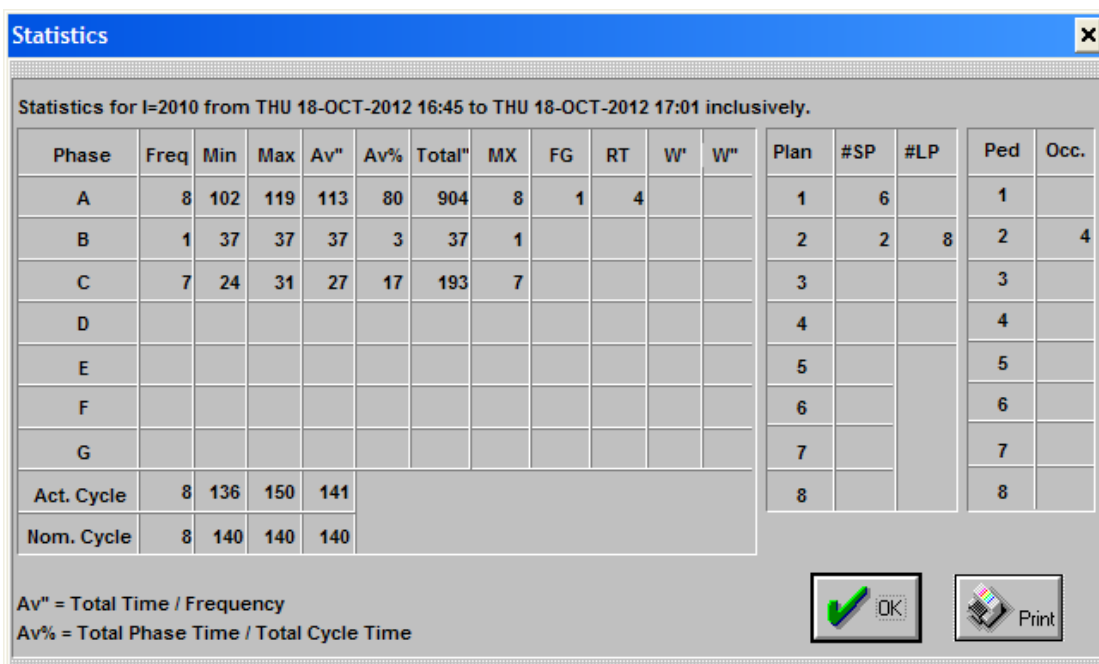 Statistics
Statistics for I=2010 from THU 18-OCT-2012 16:45 to THU 18-OCT-2012 17:01 inclusively.
Phase Freq Min Max Av" Av% Total" MX FG RT W' W" Plan #SP #LP Ped Occ.
A 8 102 119 113 80 904 8 1 4 1 6 1
B 1 37 37 37 3 37 1 2 2 8 2 4
C 7 24 31 27 17 193 7 3 3
D 4 4
E 5 5
F 6 6
G 7 7
Act. Cycle 8 136 150 141 8 8
Nom. Cycle 8 140 140 140
Av" = Total Time / Frequency
Av% = Total Phase Time / Total Cycle Time
OK
Print